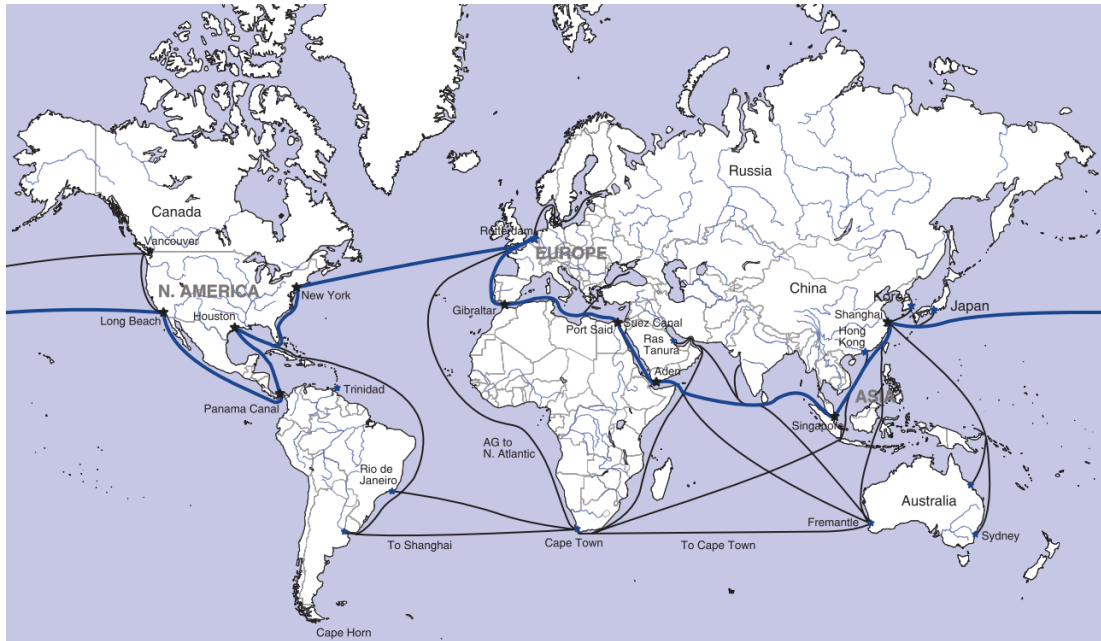 Russia
Canada
Vancouver
Rotterdam
EUROPE
N. AMERICA
New York
China
Korea
Japan
Long Beach
Houston
Gibraltar
Port Said
Suez Canal
Shanghai
Ras
Tanura
Hong
Kong
Aden
Trinidad
Panama Canal
ASIA
Singapore
AG to
N. Atlantic
Rio de
Janeiro
Australia
Fremantle
To Shanghai
Cape Town
To Cape Town
Sydney
Cape Horn